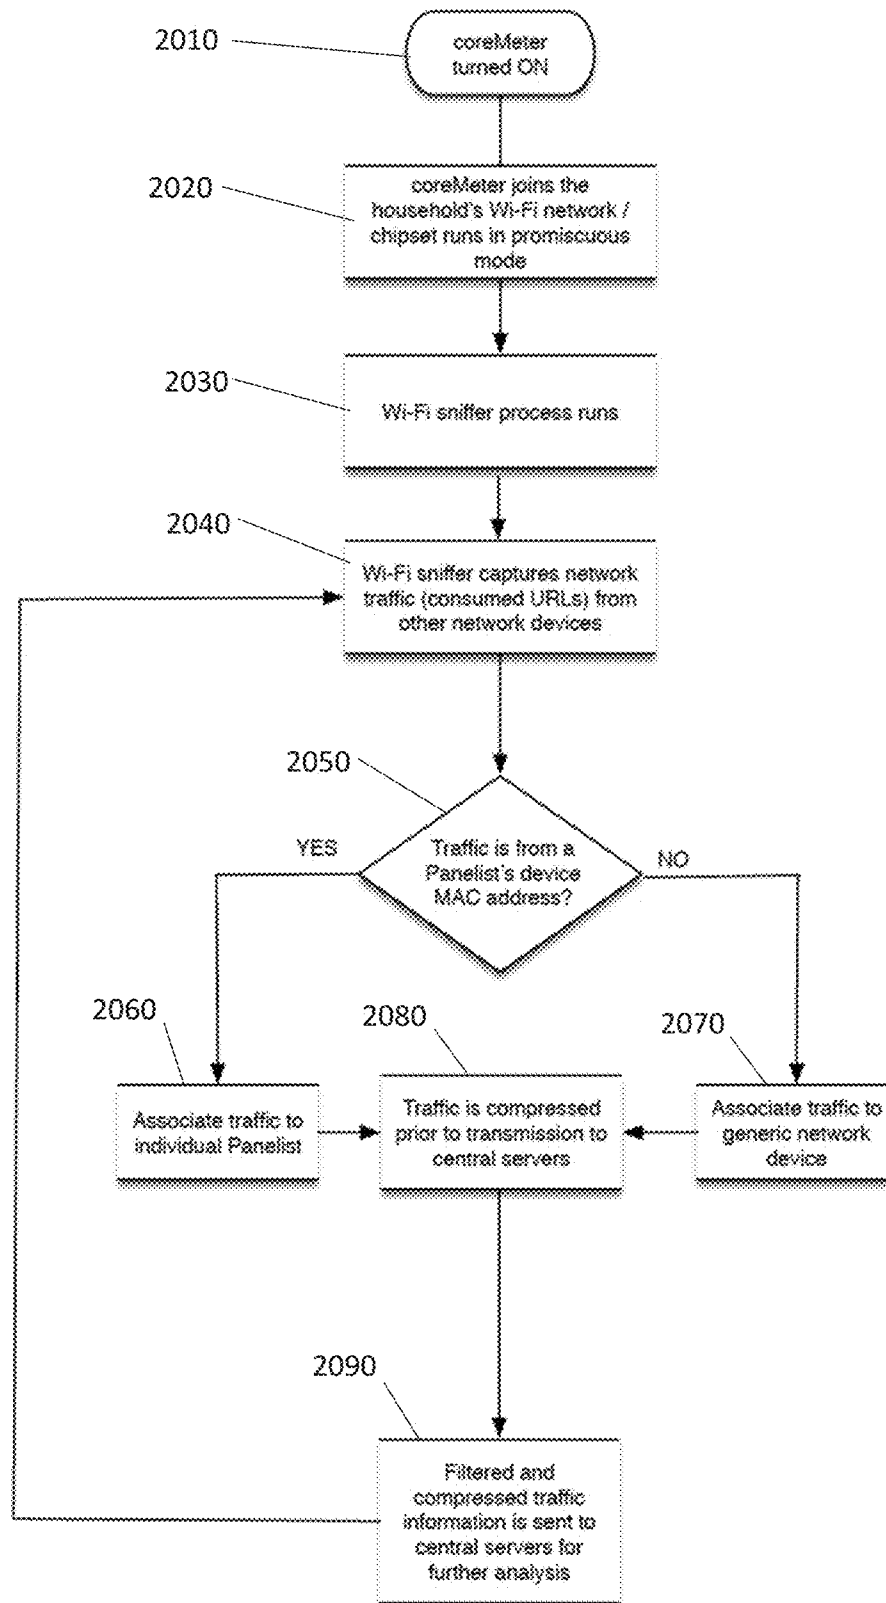 2010
coreMeter
turned ON
2020
coreMeter joins the
household's Wi-Fi network /
chipset runs in promiscuous
mode
2030
Wi-Fi sniffer process runs
2040
Wi-Fi sniffer captures network
traffic (consumed URLs) from
other network devices
2050
YES
Traffic is from a
Panelist's device
MAC address?
NO
2060
Associate traffic to
individual Panelist
2080
Traffic is compressed
prior to transmission to
central servers
2070
Associate traffic to
generic network
device
2090
Filtered and
compressed traffic
information is sent to
central servers for
further analysis